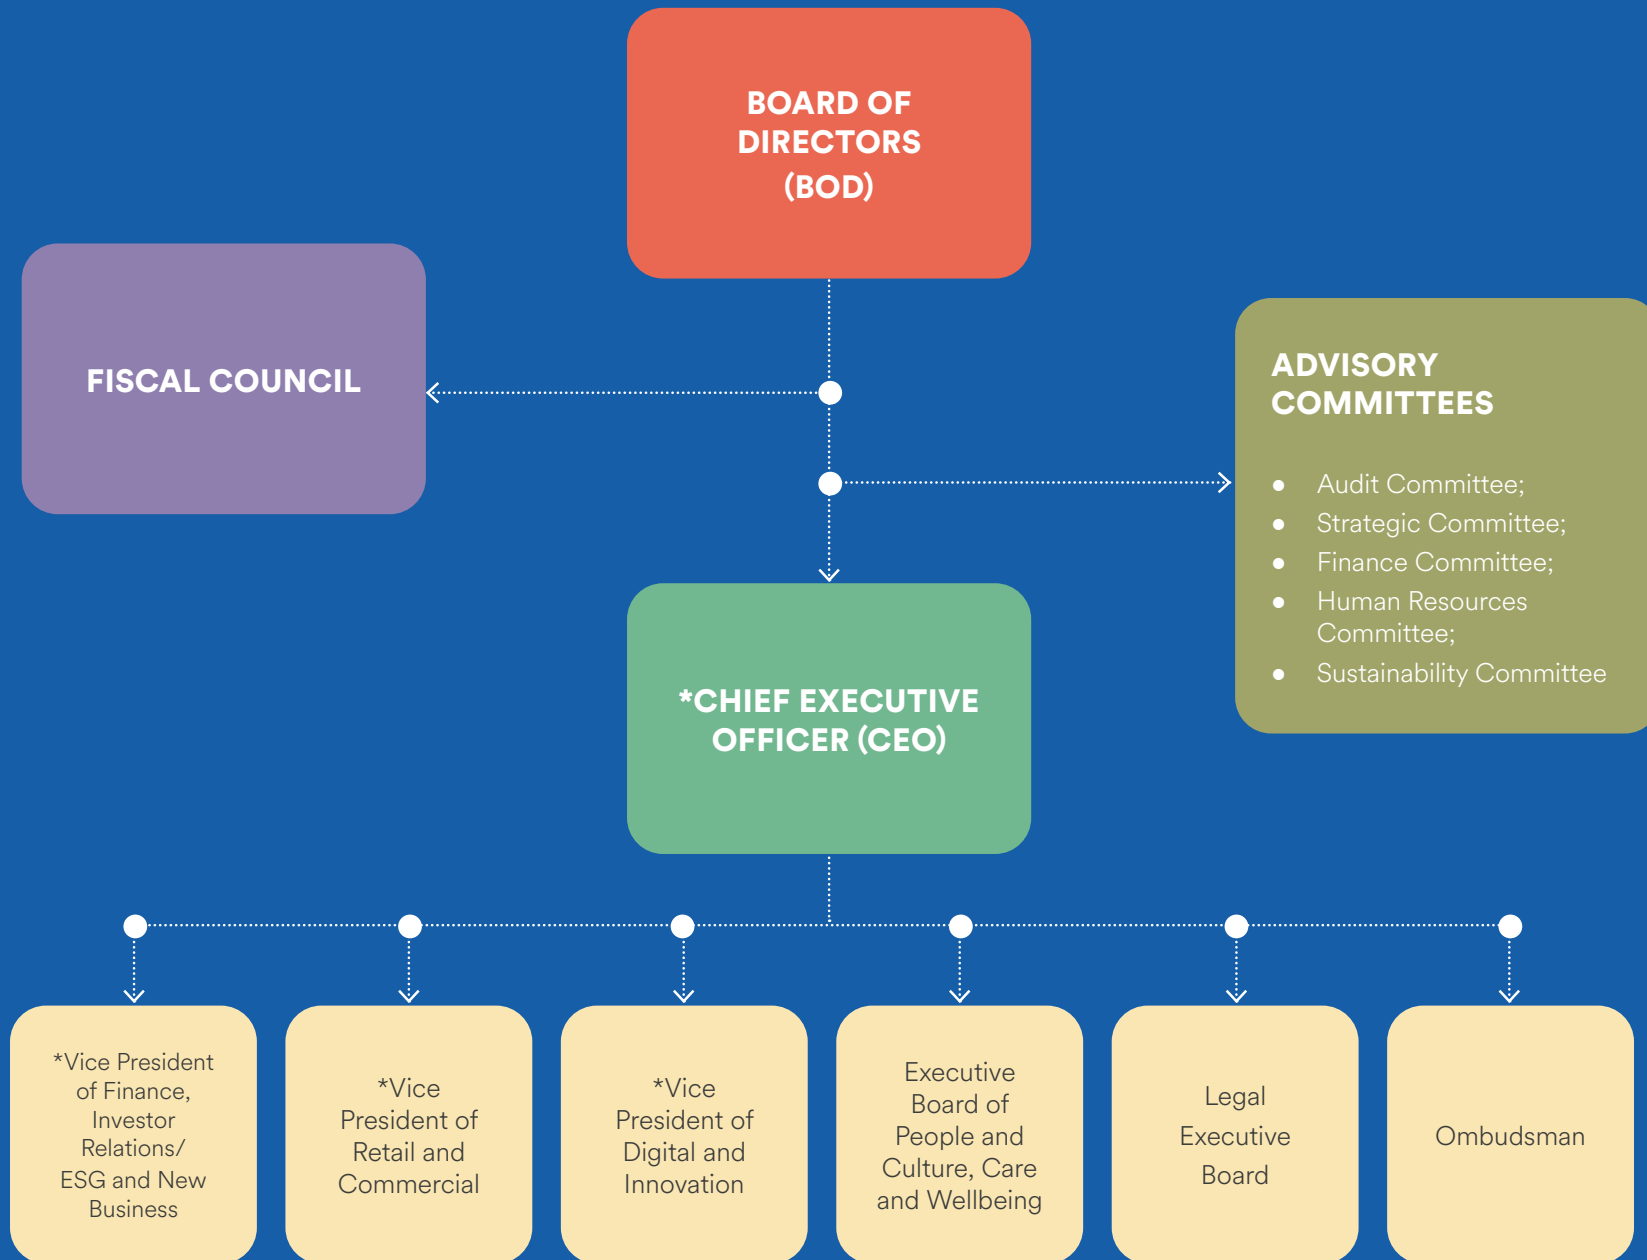 BOARD OF
DIRECTORS
(BOD)
FISCAL COUNCIL
ADVISORY
COMMITTEES
● Audit Committee;
● Strategic Committee;
● Finance Committee;
● Human Resources
Committee;
● Sustainability Committee
*CHIEF EXECUTIVE
OFFICER (CEO)
*Vice President
of Finance,
Investor
Relations/
ESG and New
Business
*Vice
President of
Retail and
Commercial
*Vice
President of
Digital and
Innovation
Executive
Board of
People and
Culture, Care
and Wellbeing
Legal
Executive
Board
Ombudsman